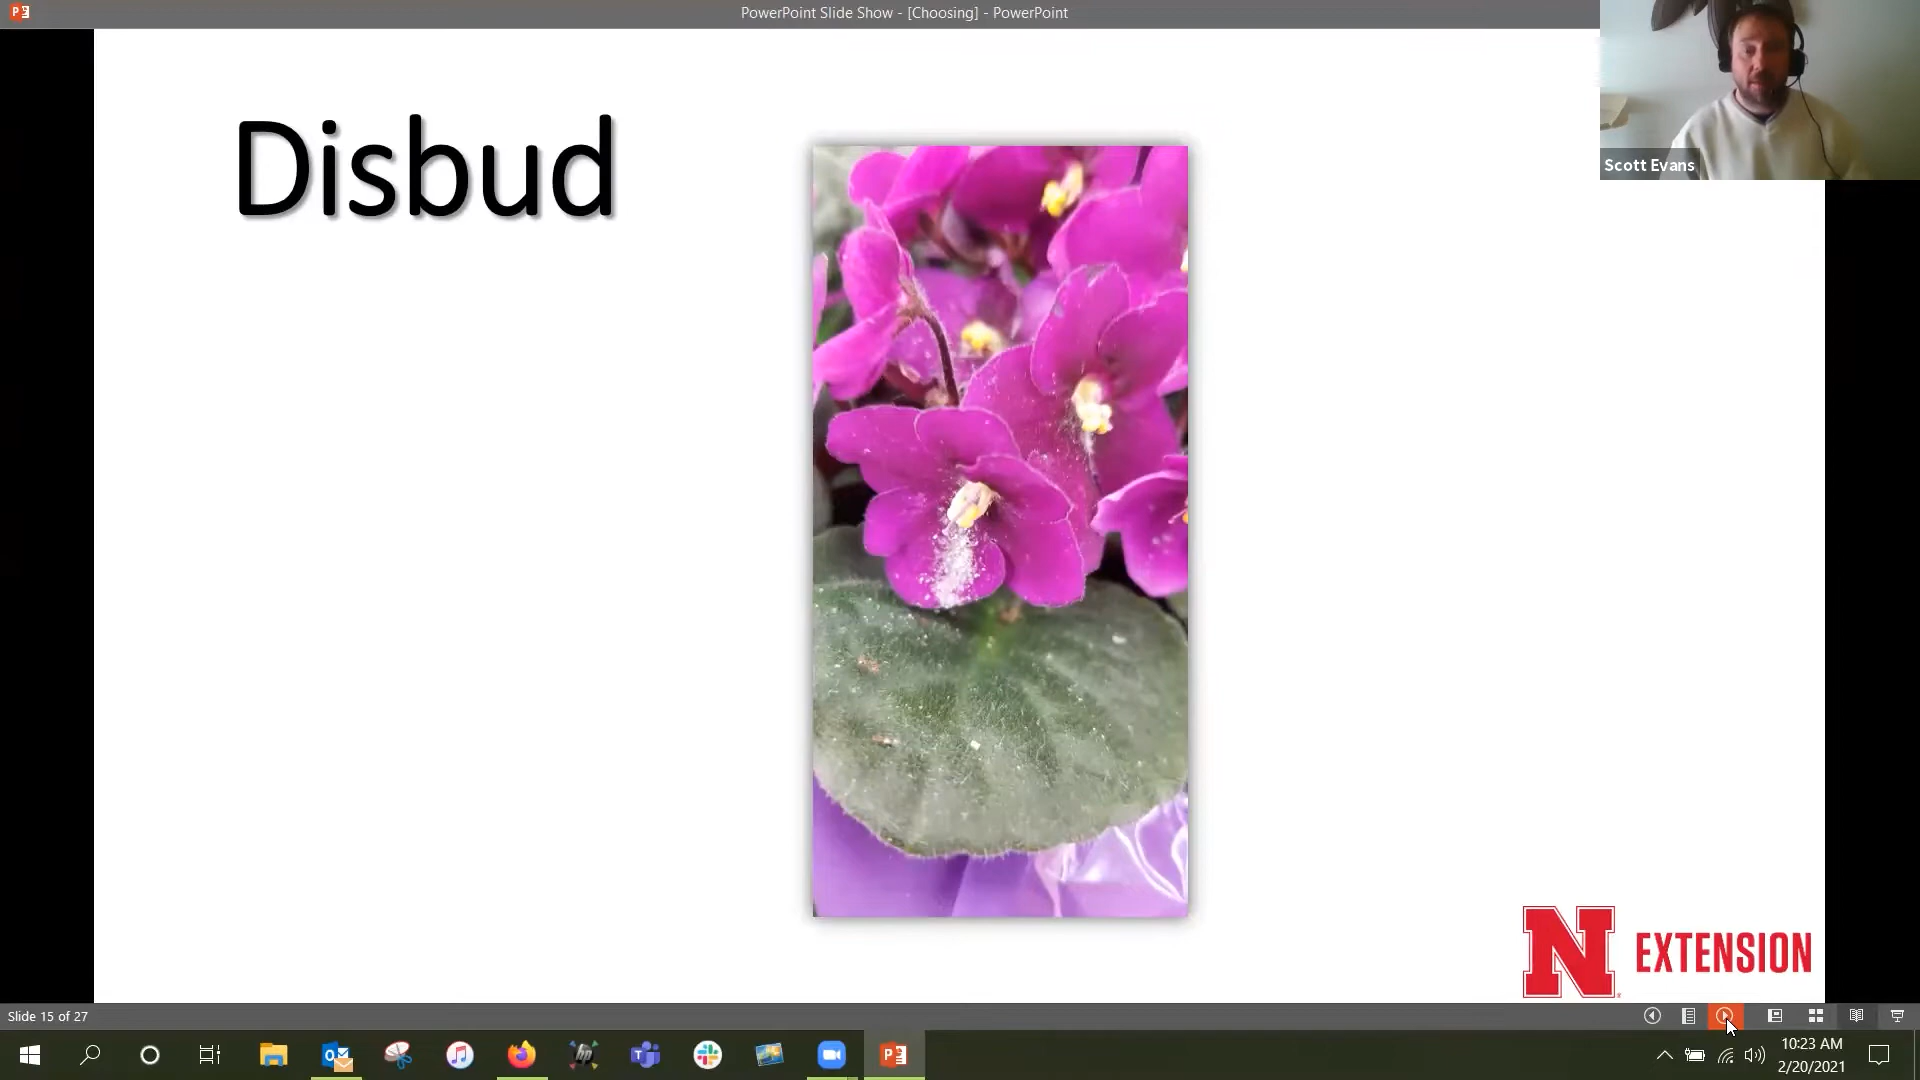 PowerPoint Slide Show - [Choosing] - PowerPoint
Scott Evans
Disbud
N EXTENSION
Slide 15 of 27
10:23 AM
2/20/2021